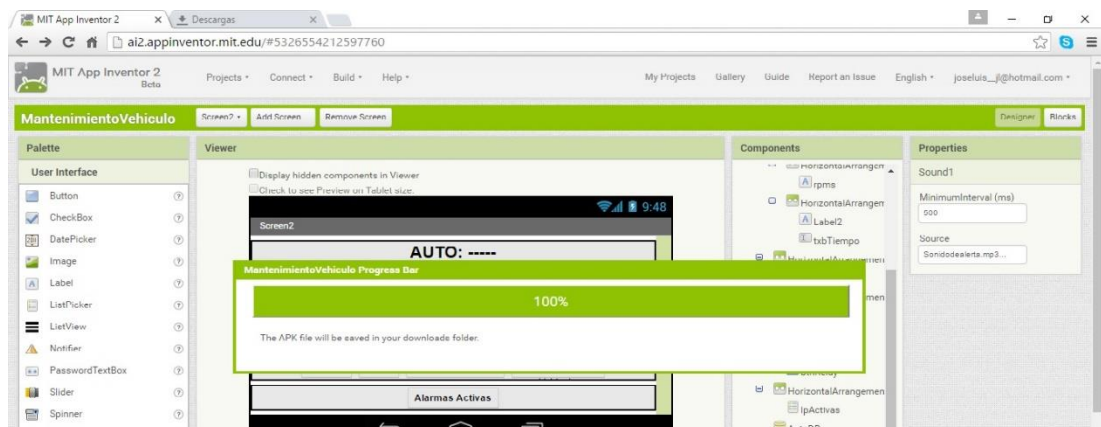 MIT App Inventor 2
Descargas
ai2.appinventor.mit.edu/#5326554212597760
MIT App Inventor 2
Beta
Projects
Connect
Build
Help
My Projects
Gallery
Guide
Report an Issue
English
joseluis__jl@hotmail.com
MantenimientoVehiculo
Screen2
Add Screen
Remove Screen
Designer
Blocks
Palette
Viewer
Components
Properties
User Interface
Button
CheckBox
DatePicker
Image
Label
ListPicker
ListView
Notifier
PasswordTextBox
Slider
Spinner
Display hidden components in Viewer
Check to see Preview on Tablet size.
9:48
Screen2
AUTO: -----
MantenimientoVehiculo Progress Bar
100%
The APK file will be saved in your downloads folder.
Alarmas Activas
HorizontalArrangem
rpms
HorizontalArrangem
Label2
txbTiempo
HorizontalArrangemen
lpActivas
Sound1
MinimumInterval (ms)
500
Source
Sonidodealerta.mp3...